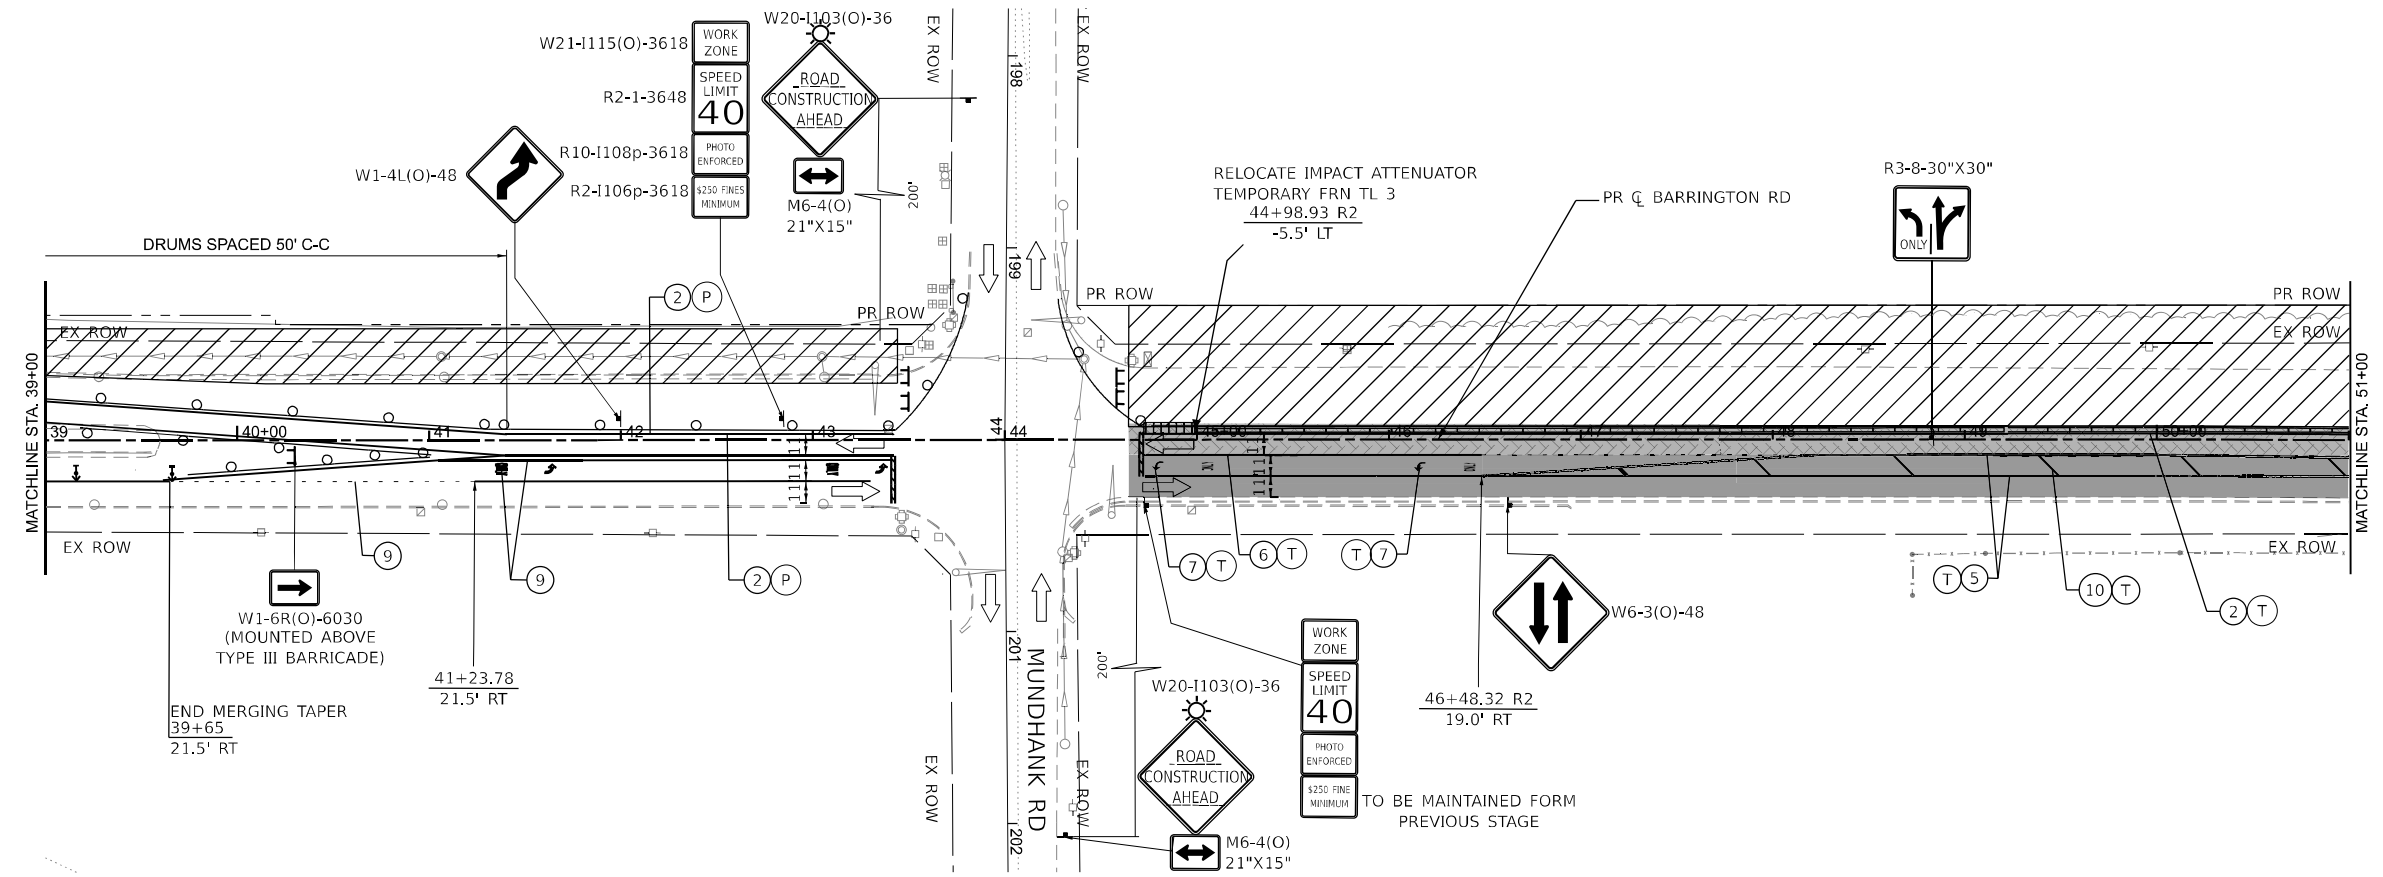 W20-I103(O)-36
W21-I115(O)-3618
WORK
ZONE
R2-1-3648
SPEED
LIMIT
40
R10-I108p-3618
PHOTO
ENFORCED
R2-I106p-3618
$250 FINES
MINIMUM
ROAD
CONSTRUCTION
AHEAD
M6-4(O)
21"X15"
W1-4L(O)-48
DRUMS SPACED 50' C-C
EX ROW
EX ROW
198
199
200'
RELOCATE IMPACT ATTENUATOR
TEMPORARY FRN TL 3
44+98.93 R2
-5.5' LT
PR ℄ BARRINGTON RD
R3-8-30"X30"
ONLY
2 P
PR ROW
PR ROW
PR ROW
EX ROW
EX ROW
MATCHLINE STA. 39+00
MATCHLINE STA. 51+00
39
40+00
41
42
43
44
44
45+00
46
47
48
49
50+00
11
11
11
11
11
11
EX ROW
EX ROW
9
9
2 P
7 T
6 T
T 7
T 5
10 T
2 T
W1-6R(O)-6030
(MOUNTED ABOVE
TYPE III BARRICADE)
41+23.78
21.5' RT
END MERGING TAPER
39+65
21.5' RT
201
202
MUNDHANK RD
EX ROW
EX ROW
200'
W20-I103(O)-36
ROAD
CONSTRUCTION
AHEAD
M6-4(O)
21"X15"
WORK
ZONE
SPEED
LIMIT
40
PHOTO
ENFORCED
$250 FINE
MINIMUM
TO BE MAINTAINED FORM
PREVIOUS STAGE
46+48.32 R2
19.0' RT
W6-3(O)-48